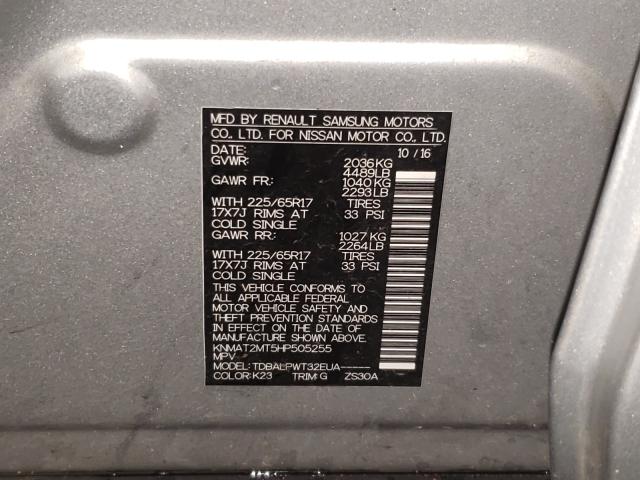 MFD BY RENAULT SAMSUNG MOTORS
CO., LTD. FOR NISSAN MOTOR CO., LTD.
DATE: 10 / 16
GVWR: 2036KG
4489LB
GAWR FR: 1040KG
2293LB
WITH 225/65R17 TIRES
17X7J RIMS AT 33 PSI
COLD SINGLE
GAWR RR: 1027KG
2264LB
WITH 225/65R17 TIRES
17X7J RIMS AT 33 PSI
COLD SINGLE
THIS VEHICLE CONFORMS TO
ALL APPLICABLE FEDERAL
MOTOR VEHICLE SAFETY AND
THEFT PREVENTION STANDARDS
IN EFFECT ON THE DATE OF
MANUFACTURE SHOWN ABOVE.
KNMAT2MT5HP505255
MPV
MODEL: TDBALPWT32EUA-----
COLOR: K23 TRIM: G ZS30A